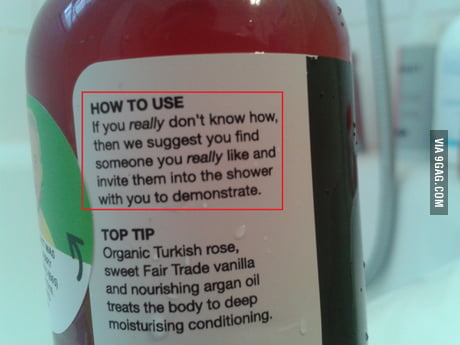 HOW TO USE
If you really don't know how,
then we suggest you find
someone you really like and
invite them into the shower
with you to demonstrate.
TOP TIP
Organic Turkish rose,
sweet Fair Trade vanilla
and nourishing argan oil
treats the body to deep
moisturising conditioning.
VIA 9GAG.COM